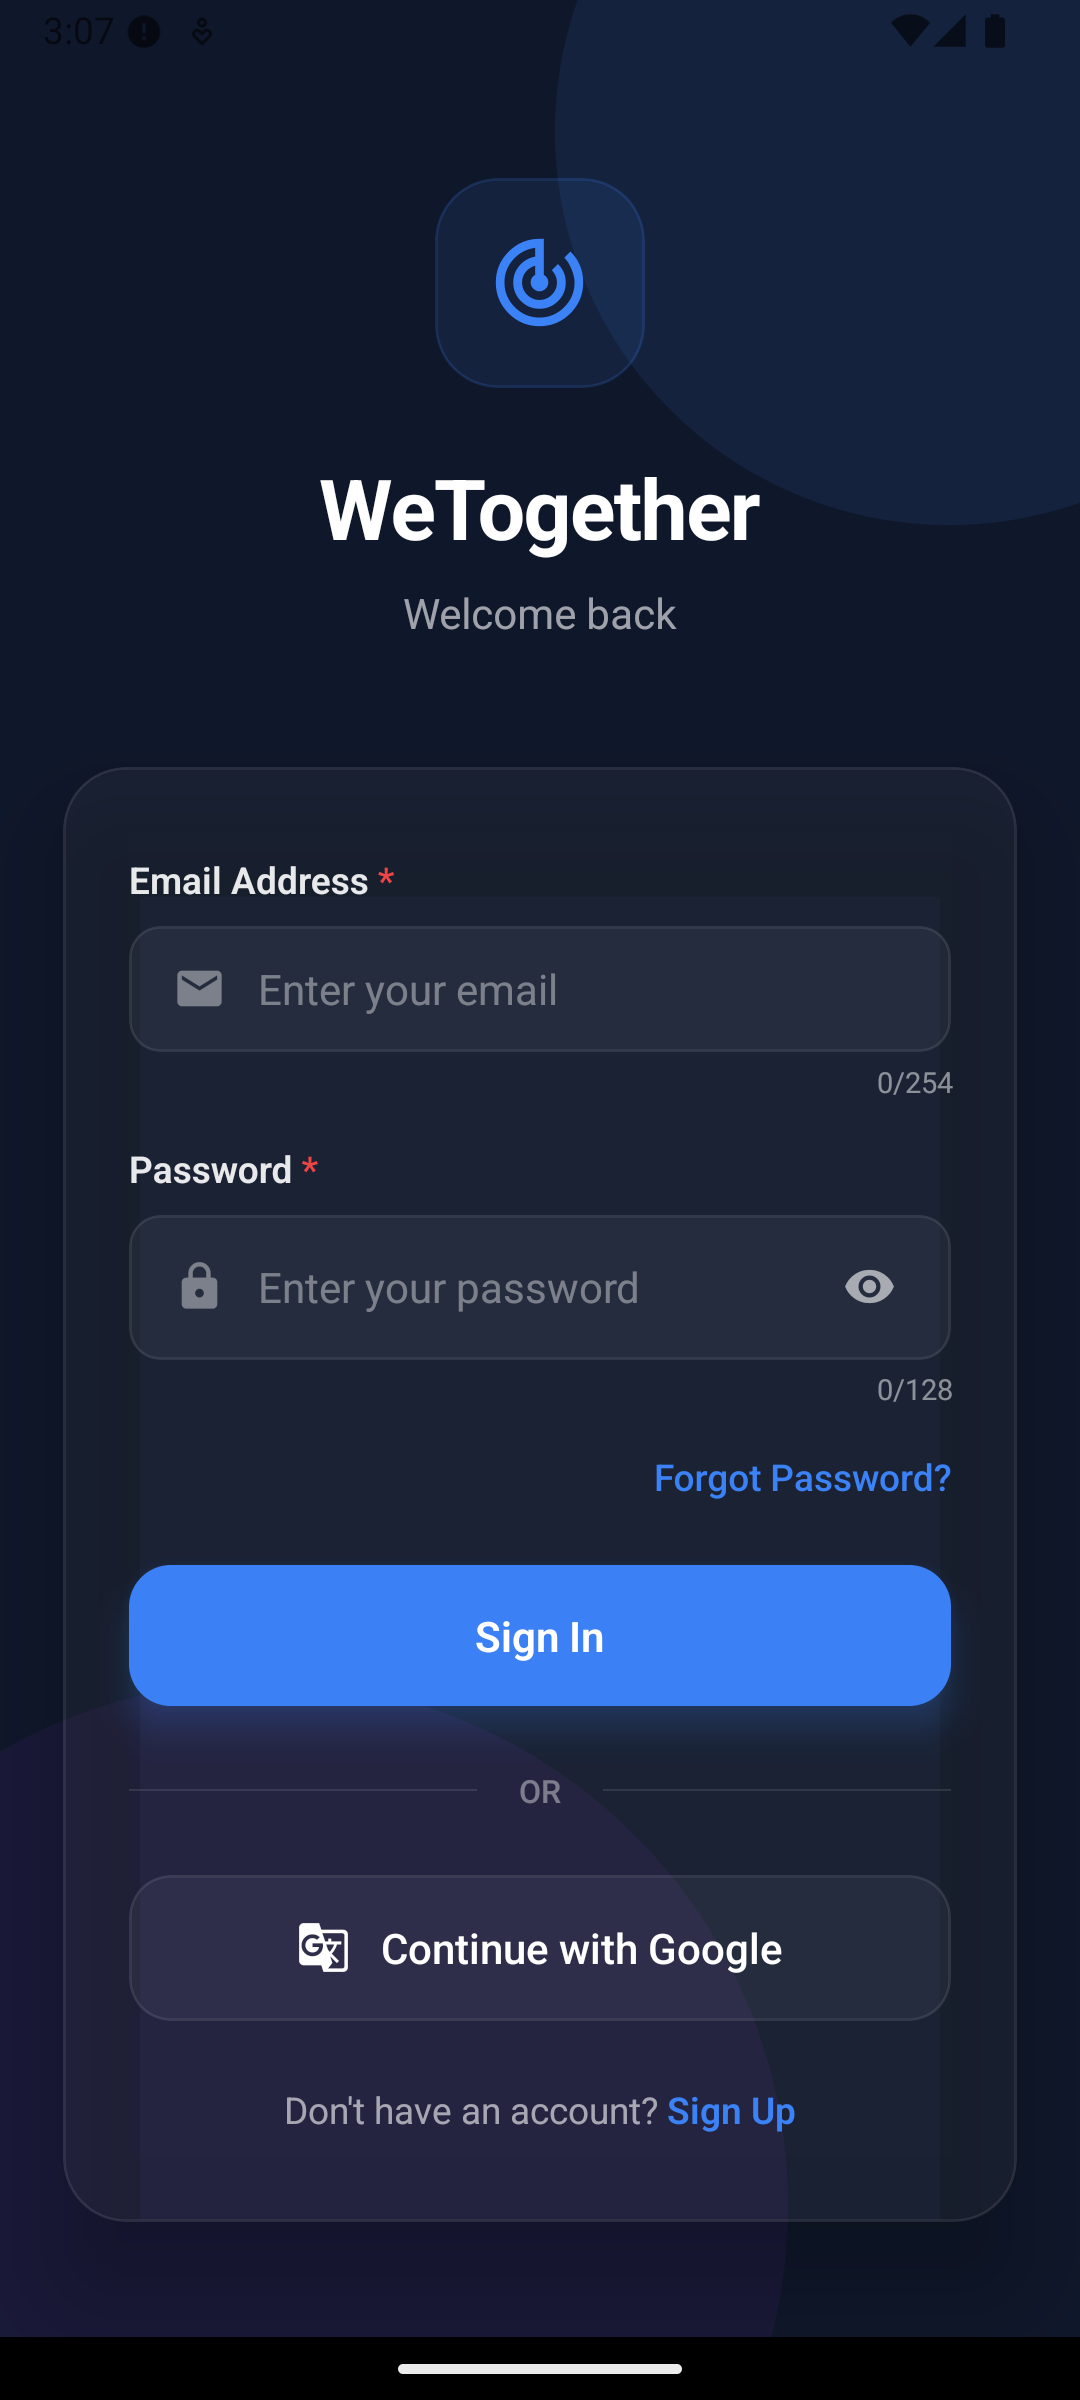 3:07
WeTogether
Welcome back
Email Address *
Enter your email
0/254
Password *
Enter your password
0/128
Forgot Password?
Sign In
OR
Continue with Google
Don't have an account? Sign Up